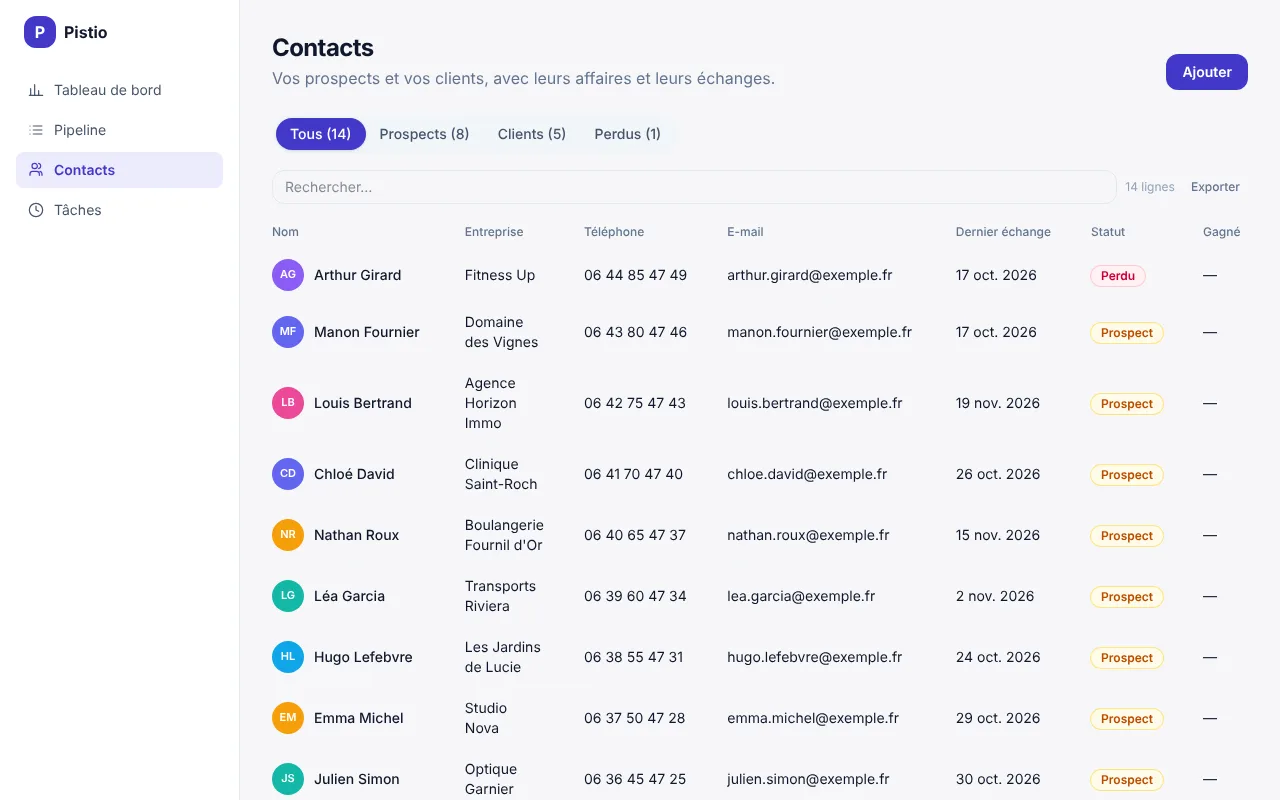 P Pistio
Tableau de bord
Pipeline
Contacts
Tâches
Contacts
Vos prospects et vos clients, avec leurs affaires et leurs échanges.
Ajouter
Tous (14) Prospects (8) Clients (5) Perdus (1)
Rechercher... 14 lignes Exporter
Nom Entreprise Téléphone E-mail Dernier échange Statut Gagné
AG Arthur Girard Fitness Up 06 44 85 47 49 arthur.girard@exemple.fr 17 oct. 2026 Perdu —
MF Manon Fournier Domaine
des Vignes 06 43 80 47 46 manon.fournier@exemple.fr 17 oct. 2026 Prospect —
LB Louis Bertrand Agence
Horizon
Immo 06 42 75 47 43 louis.bertrand@exemple.fr 19 nov. 2026 Prospect —
CD Chloé David Clinique
Saint-Roch 06 41 70 47 40 chloe.david@exemple.fr 26 oct. 2026 Prospect —
NR Nathan Roux Boulangerie
Fournil d'Or 06 40 65 47 37 nathan.roux@exemple.fr 15 nov. 2026 Prospect —
LG Léa Garcia Transports
Riviera 06 39 60 47 34 lea.garcia@exemple.fr 2 nov. 2026 Prospect —
HL Hugo Lefebvre Les Jardins
de Lucie 06 38 55 47 31 hugo.lefebvre@exemple.fr 24 oct. 2026 Prospect —
EM Emma Michel Studio
Nova 06 37 50 47 28 emma.michel@exemple.fr 29 oct. 2026 Prospect —
JS Julien Simon Optique
Garnier 06 36 45 47 25 julien.simon@exemple.fr 30 oct. 2026 Prospect —